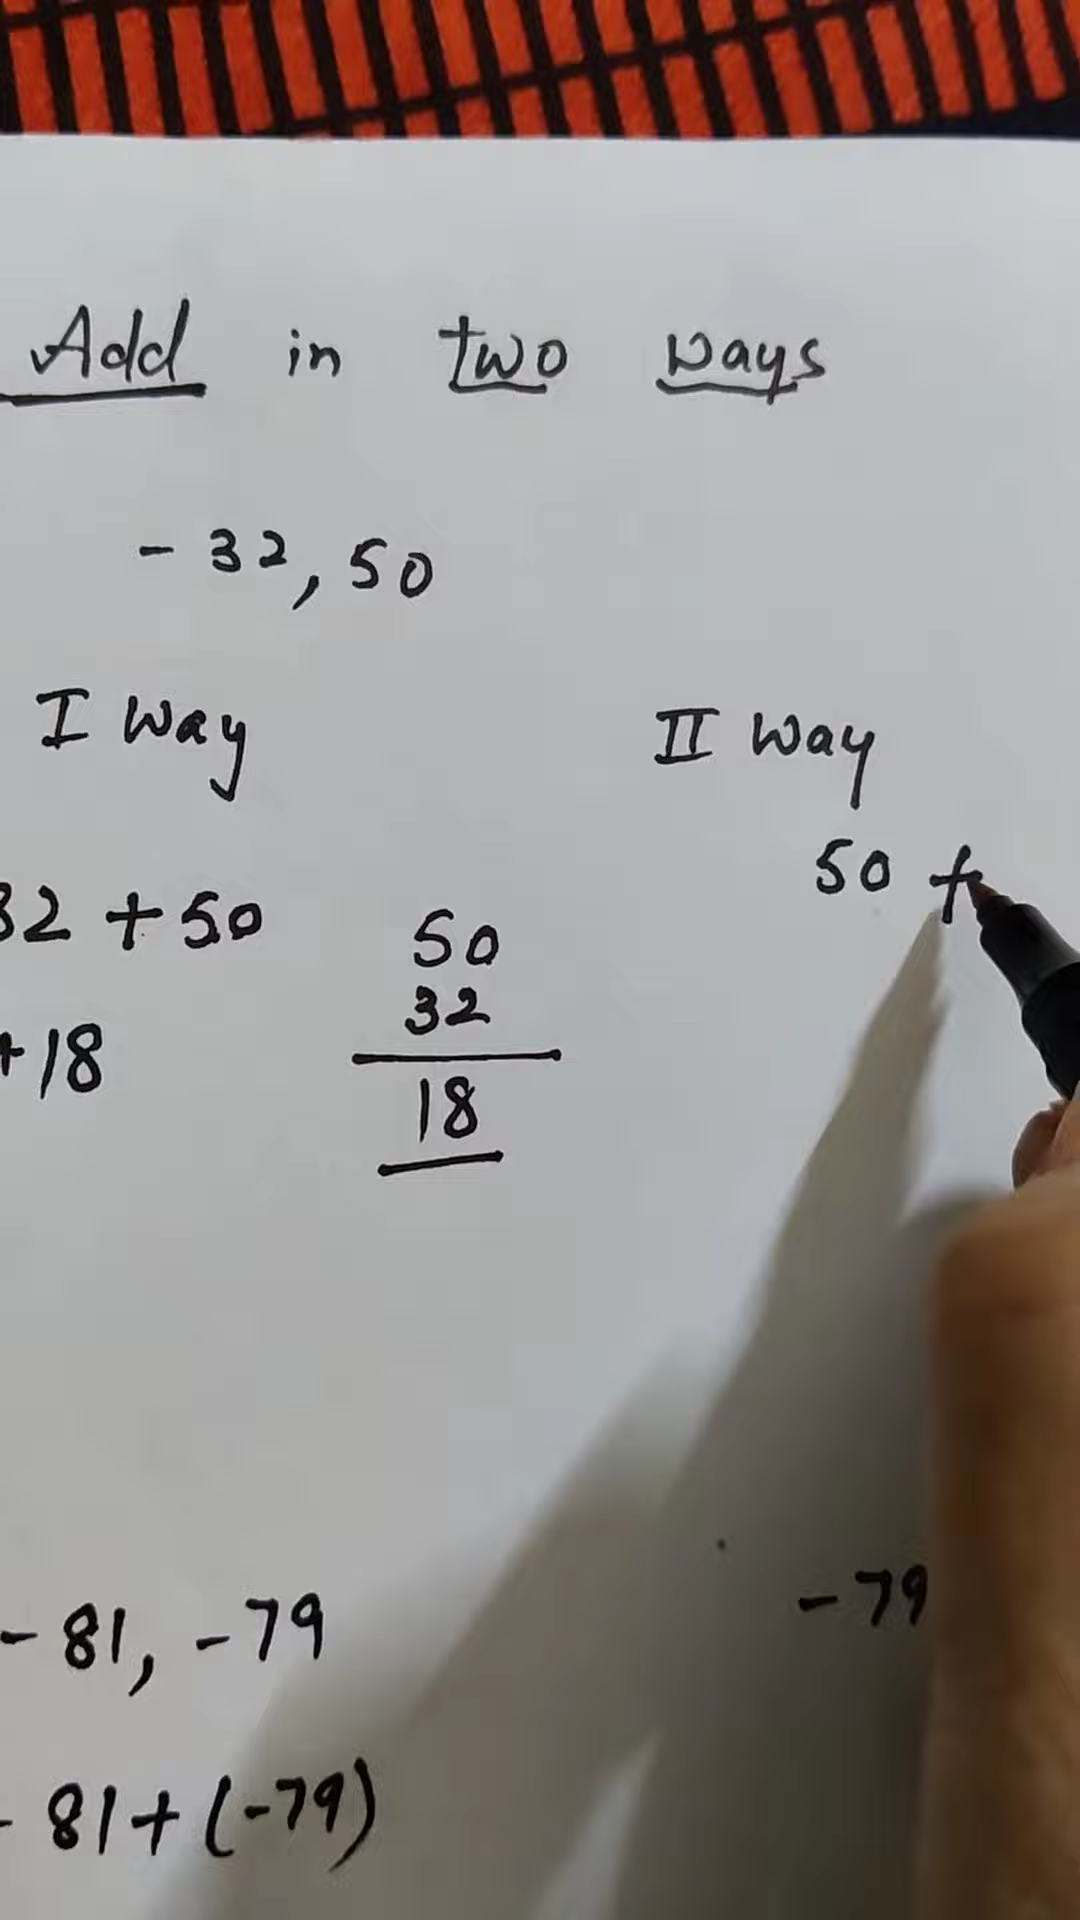 Add in two ways
- 32, 50
I Way
II Way
32 + 50
50
32
18
+18
50 +
- 81, -79
-79
- 81 + (-79)